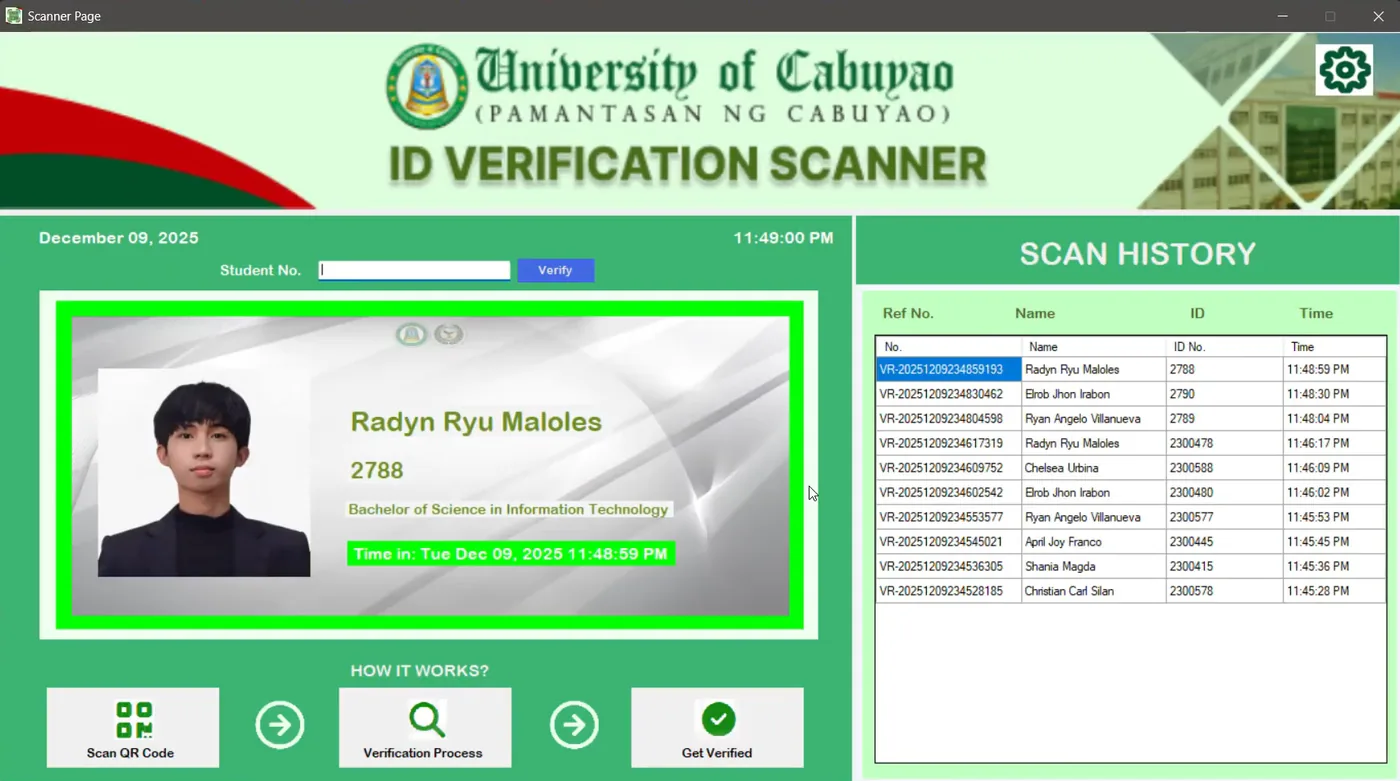 Scanner Page
University of Cabuyao
(PAMANTASAN NG CABUYAO)
ID VERIFICATION SCANNER
December 09, 2025
11:49:00 PM
Student No.
Verify
Radyn Ryu Maloles
2788
Bachelor of Science in Information Technology
Time in: Tue Dec 09, 2025 11:48:59 PM
HOW IT WORKS?
Scan QR Code
Verification Process
Get Verified
SCAN HISTORY
Ref No. Name ID Time
No. Name ID No. Time
VR-20251209234859193 Radyn Ryu Maloles 2788 11:48:59 PM
VR-20251209234830462 Elrob Jhon Irabon 2790 11:48:30 PM
VR-20251209234804598 Ryan Angelo Villanueva 2789 11:48:04 PM
VR-20251209234617319 Radyn Ryu Maloles 2300478 11:46:17 PM
VR-20251209234609752 Chelsea Urbina 2300588 11:46:09 PM
VR-20251209234602542 Elrob Jhon Irabon 2300480 11:46:02 PM
VR-20251209234553577 Ryan Angelo Villanueva 2300577 11:45:53 PM
VR-20251209234545021 April Joy Franco 2300445 11:45:45 PM
VR-20251209234536305 Shania Magda 2300415 11:45:36 PM
VR-20251209234528185 Christian Carl Silan 2300578 11:45:28 PM